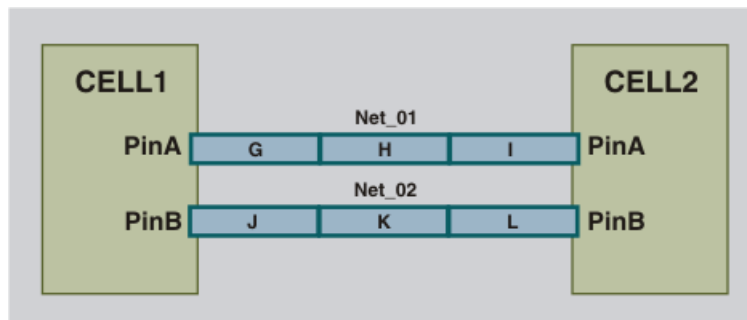 CELL1 CELL2
Net_01
PinA G H I PinA
Net_02
PinB J K L PinB